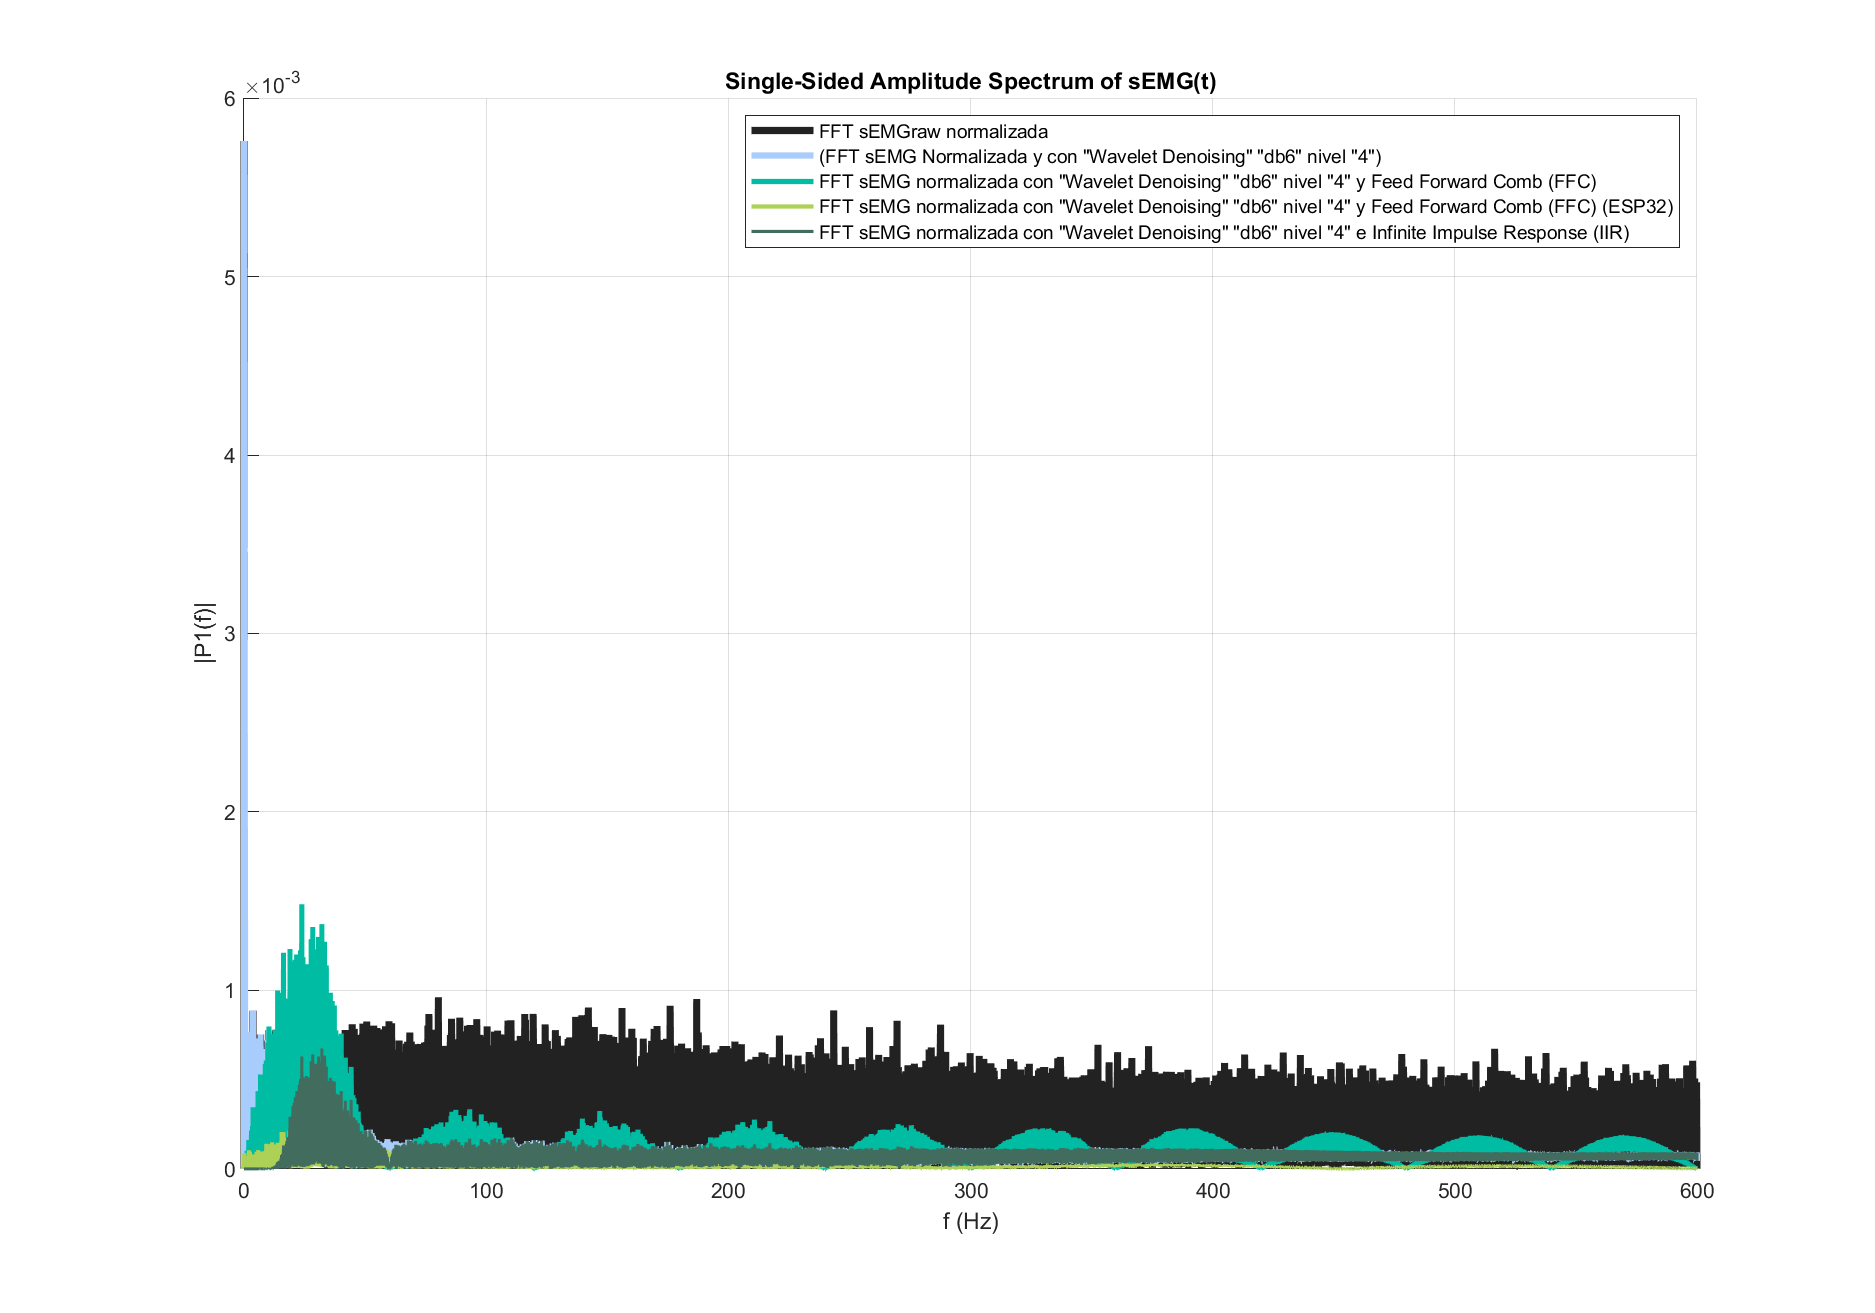 Single-Sided Amplitude Spectrum of sEMG(t)
×10-3
FFT sEMGraw normalizada
(FFT sEMG Normalizada y con "Wavelet Denoising" "db6" nivel "4")
FFT sEMG normalizada con "Wavelet Denoising" "db6" nivel "4" y Feed Forward Comb (FFC)
FFT sEMG normalizada con "Wavelet Denoising" "db6" nivel "4" y Feed Forward Comb (FFC) (ESP32)
FFT sEMG normalizada con "Wavelet Denoising" "db6" nivel "4" e Infinite Impulse Response (IIR)
6
5
4
3
2
1
0
|P1(f)|
0 100 200 300 400 500 600
f (Hz)